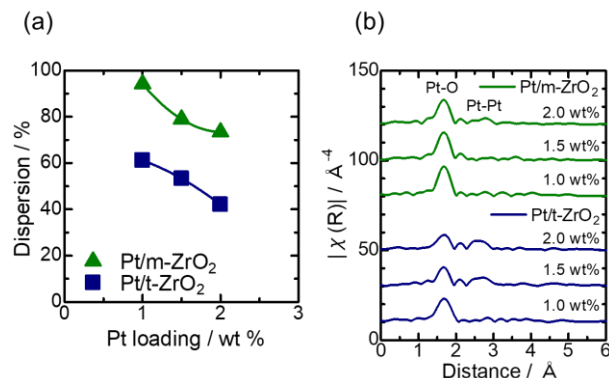 (a)
100
80
60
40
20
0
0 1 2 3
Dispersion / %
Pt loading / wt %
Pt/m-ZrO₂
Pt/t-ZrO₂
(b)
150
100
50
0
0 1 2 3 4 5 6
|χ(R)| / Å⁻⁴
Distance / Å
Pt-O
Pt-Pt
Pt/m-ZrO₂
2.0 wt%
1.5 wt%
1.0 wt%
Pt/t-ZrO₂
2.0 wt%
1.5 wt%
1.0 wt%